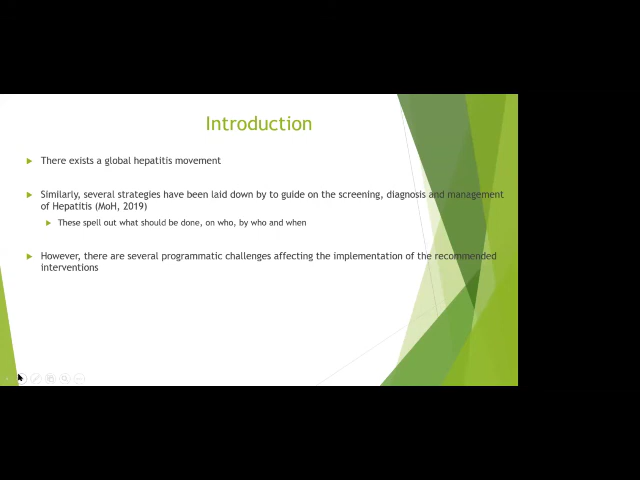 Introduction
There exists a global hepatitis movement
Similarly, several strategies have been laid down by to guide on the screening, diagnosis and management
of Hepatitis (MoH, 2019)
These spell out what should be done, on who, by who and when
However, there are several programmatic challenges affecting the implementation of the recommended
interventions